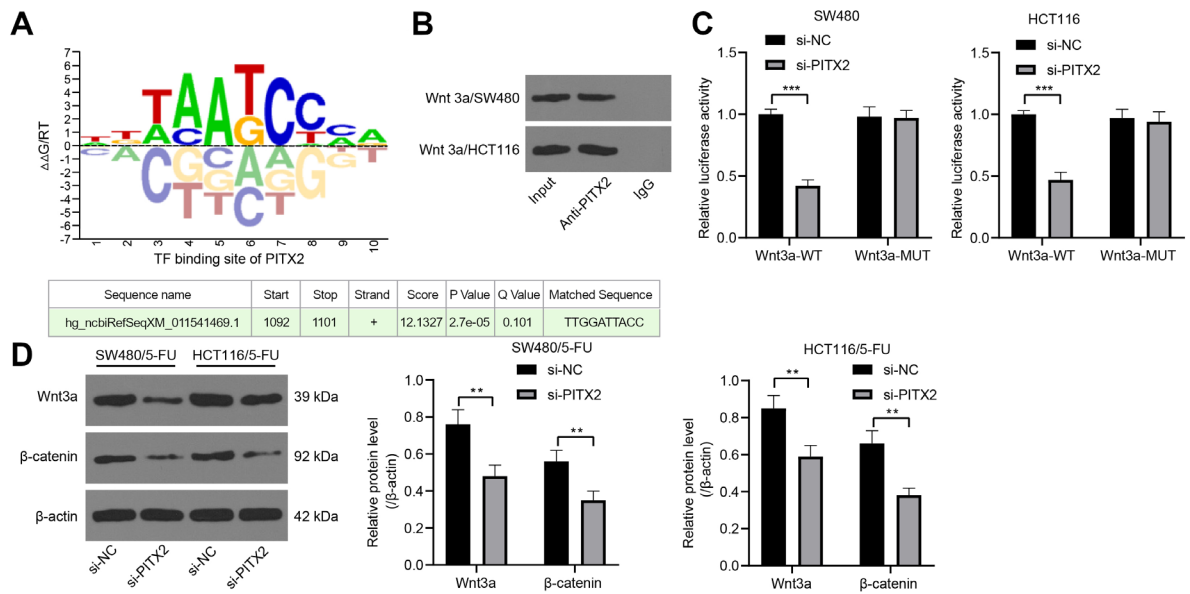 A
7
6
5
4
3
2
1
0
-1
-2
-3
-4
-5
-6
-7
ΔΔG/RT
1 2 3 4 5 6 7 8 9 10
TF binding site of PITX2
Sequence name Start Stop Strand Score P Value Q Value Matched Sequence
hg_ncbiRefSeqXM_011541469.1 1092 1101 + 12.1327 2.7e-05 0.101 TTGGATTACC
B
Wnt 3a/SW480
Wnt 3a/HCT116
Input Anti-PITX2 IgG
C
SW480
si-NC
si-PITX2
Relative luciferase activity
1.5
1.0
0.5
0.0
***
Wnt3a-WT Wnt3a-MUT
HCT116
si-NC
si-PITX2
Relative luciferase activity
1.5
1.0
0.5
0.0
***
Wnt3a-WT Wnt3a-MUT
D
SW480/5-FU HCT116/5-FU
Wnt3a 39 kDa
β-catenin 92 kDa
β-actin 42 kDa
si-NC si-PITX2 si-NC si-PITX2
SW480/5-FU
si-NC
si-PITX2
Relative protein level
(/β-actin)
0.8
0.6
0.4
0.2
0.0
**
**
Wnt3a β-catenin
HCT116/5-FU
si-NC
si-PITX2
Relative protein level
(/β-actin)
1.0
0.8
0.6
0.4
0.2
0.0
**
**
Wnt3a β-catenin